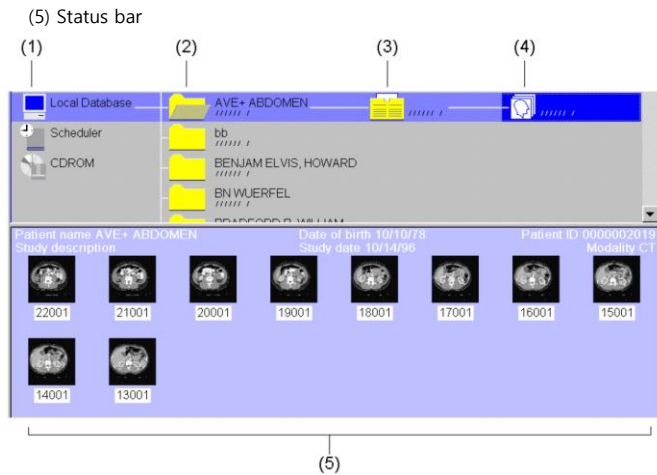 (5) Status bar
(1) (2) (3) (4)
Local Database AVE+ ABDOMEN
////// / ////// / ////// /
Scheduler bb
////// /
CDROM BENJAM ELVIS, HOWARD
////// /
BN WUERFEL
////// /
BRADFORD R, WILLIAM
Patient name AVE+ ABDOMEN Date of birth 10/10/78 Patient ID 0000002019
Study description Study date 10/14/96 Modality CT
22001 21001 20001 19001 18001 17001 16001 15001
14001 13001
(5)